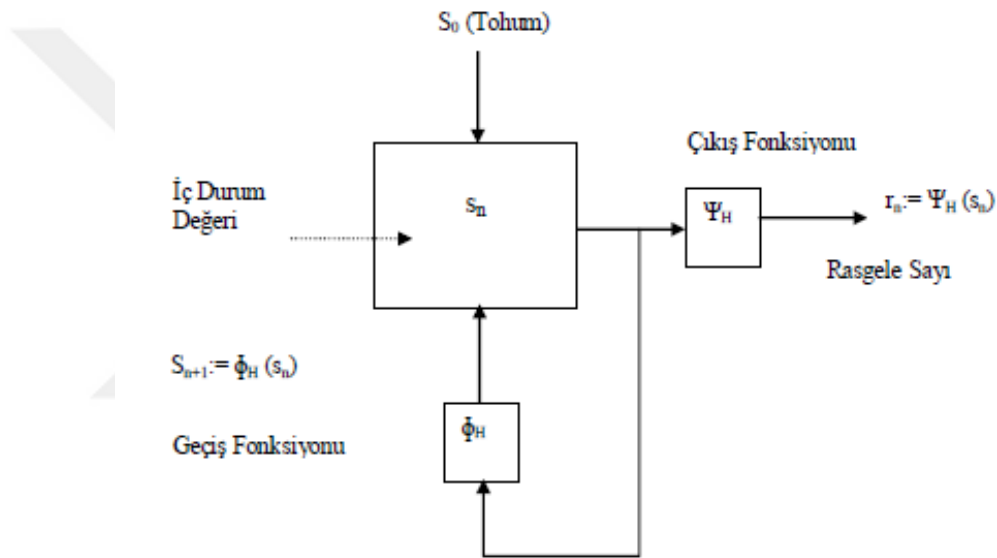 S₀ (Tohum)
Çıkış Fonksiyonu
İç Durum
Değeri
sₙ
Ψ_H
rₙ:= Ψ_H (sₙ)
Rasgele Sayı
Sₙ₊₁:= ϕ_H (sₙ)
ϕ_H
Geçiş Fonksiyonu